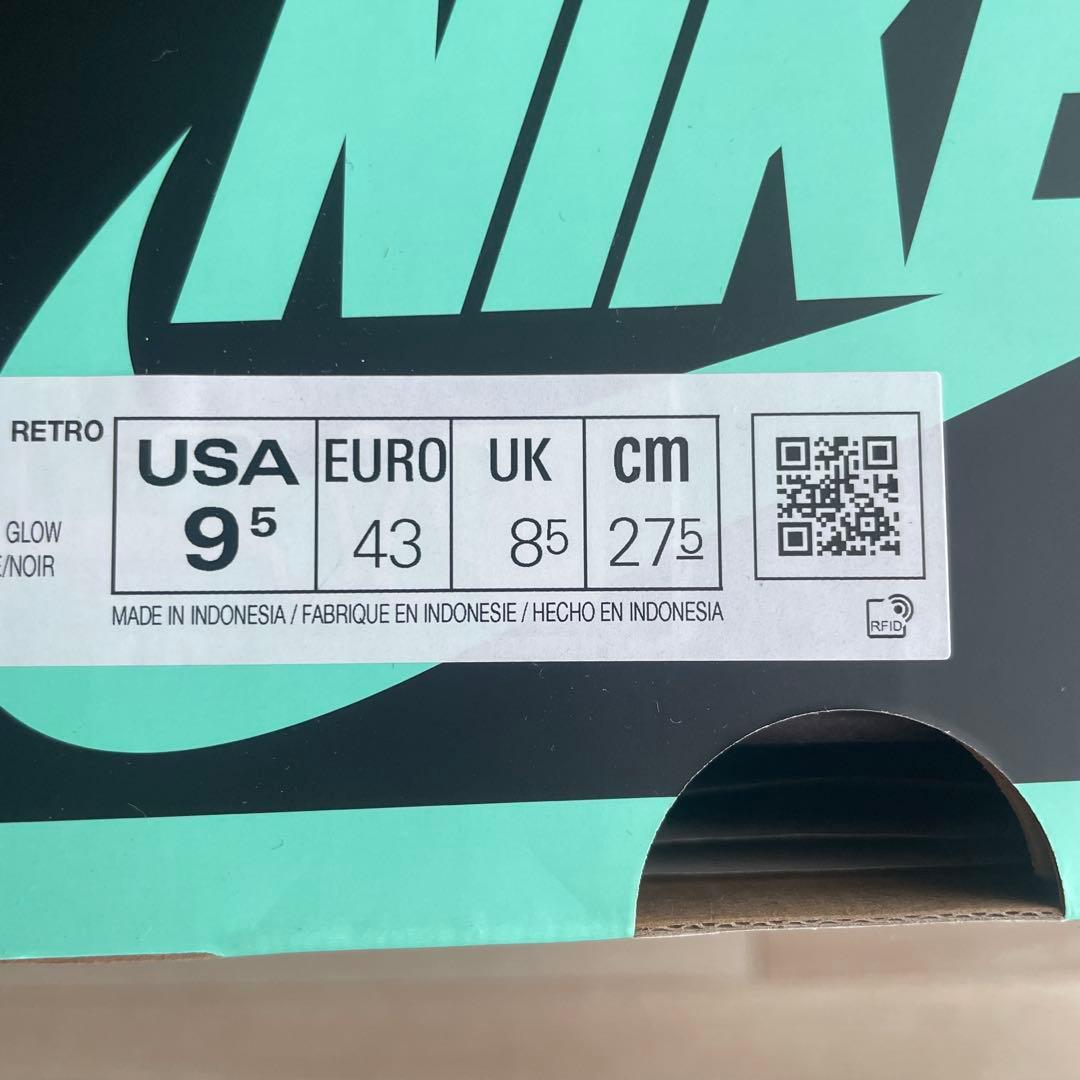 NIKE
RETRO
USA EURO UK cm
GLOW
95 43 85 275
/NOIR
MADE IN INDONESIA / FABRIQUE EN INDONESIE / HECHO EN INDONESIA
RFID